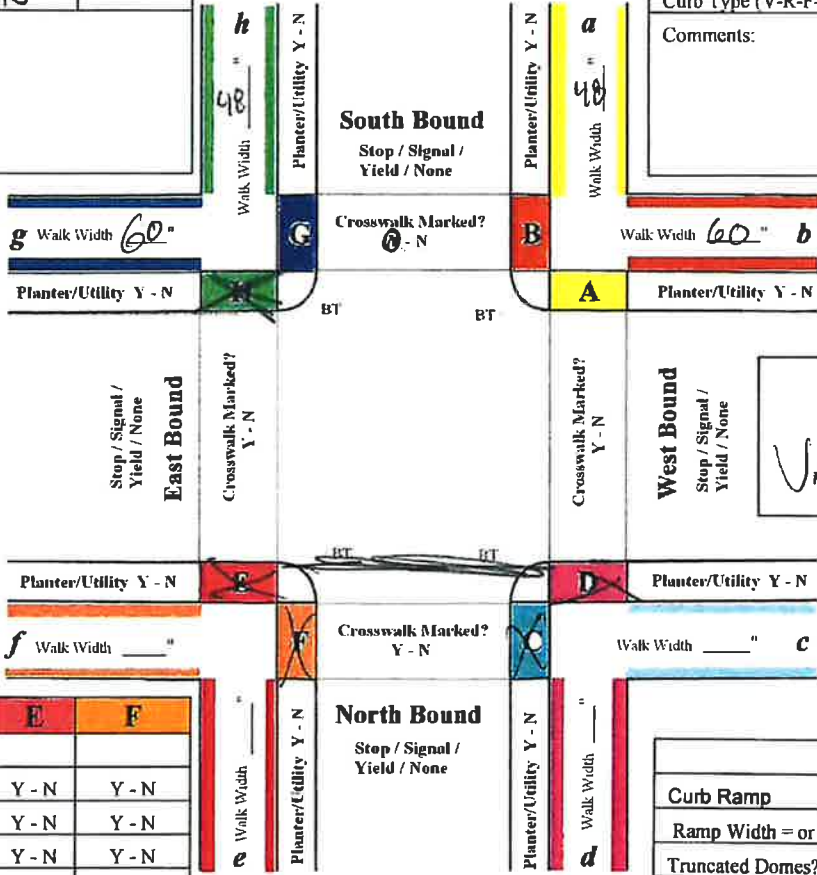 Curb Type (V-R-F-
Comments:
h
Planter/Utility Y - N
"
48
Walk Width
South Bound
Stop / Signal /
Yield / None
Planter/Utility Y - N
a
"
48
Walk Width
g Walk Width 60"
G
Crosswalk Marked?
- N
B
Walk Width 60" b
Planter/Utility Y - N
H
BT
BT
A
Planter/Utility Y - N
Stop / Signal /
Yield / None
East Bound
Crosswalk Marked?
Y - N
Crosswalk Marked?
Y - N
West Bound
Stop / Signal /
Yield / None
BT
BT
Planter/Utility Y - N
E
D
Planter/Utility Y - N
f Walk Width ____"
F
Crosswalk Marked?
Y - N
C
Walk Width ____" c
E F
Y - N Y - N
Y - N Y - N
Y - N Y - N
"
Walk Width
e
Planter/Utility Y - N
North Bound
Stop / Signal /
Yield / None
Planter/Utility Y - N
"
Walk Width
d
Curb Ramp
Ramp Width = or
Truncated Domes?